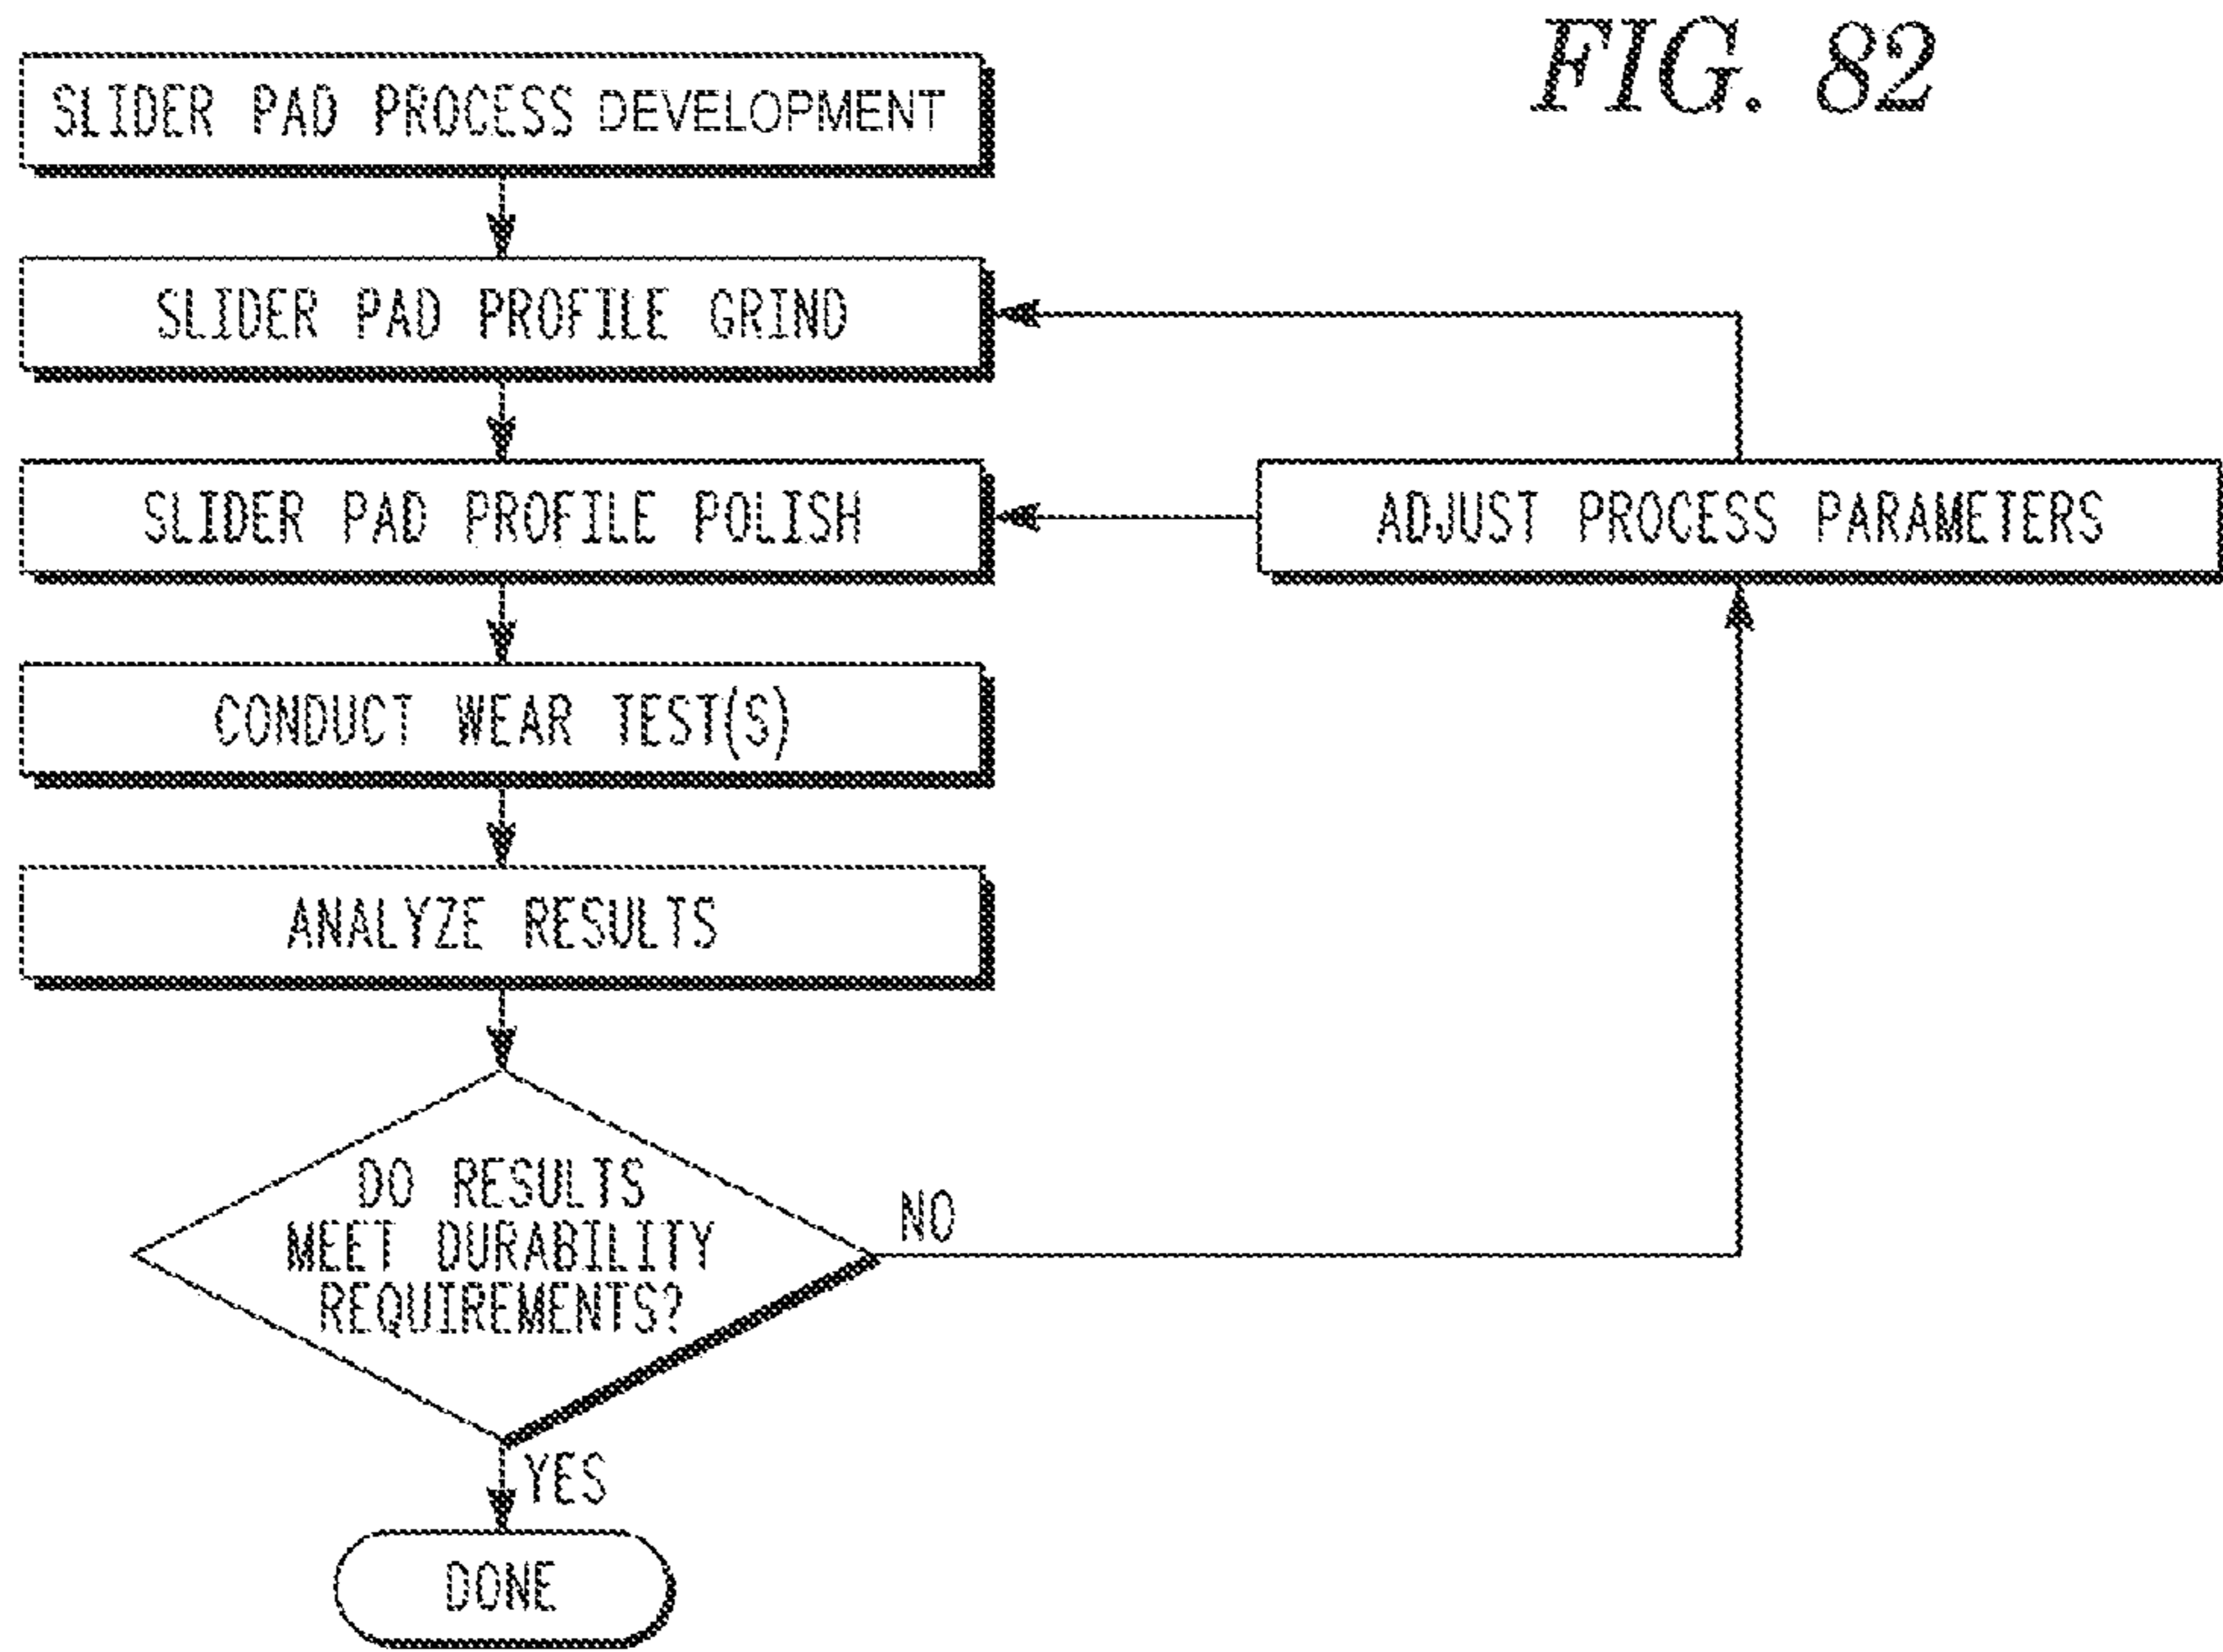 FIG. 82
SLIDER PAD PROCESS DEVELOPMENT
SLIDER PAD PROFILE GRIND
SLIDER PAD PROFILE POLISH
ADJUST PROCESS PARAMETERS
CONDUCT WEAR TEST(S)
ANALYZE RESULTS
DO RESULTS
MEET DURABILITY
REQUIREMENTS?
NO
YES
DONE